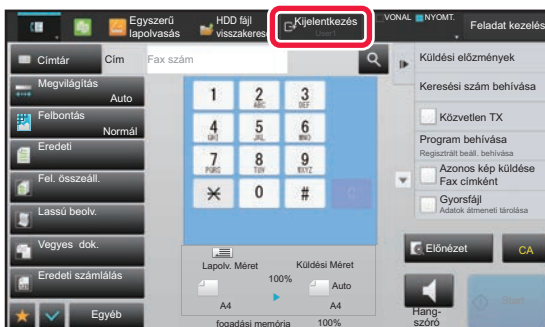 Egyszerű
lapolvasás
HDD fájl
visszakeres
Kijelentkezés
User1
VONAL
NYOMT.
Feladat kezelés
Címtár
Cím
Fax szám
Megvilágítás
Auto
Felbontás
Normál
Eredeti
Fel. összeáll.
Lassú beolv.
Vegyes dok.
Eredeti számlálás
Egyéb
1
2
ABC
3
DEF
4
GHI
5
JKL
6
MNO
7
PQRS
8
TUV
9
WXYZ
0
#
C
Lapolv. Méret
Küldési Méret
100%
Auto
A4
A4
fogadási memória
100%
Küldési előzmények
Keresési szám behívása
Közvetlen TX
Program behívása
Regisztrált beáll. behívása
Azonos kép küldése
Fax címként
Gyorsfájl
Adatok átmeneti tárolása
Előnézet
CA
Hang-
szóró
Start